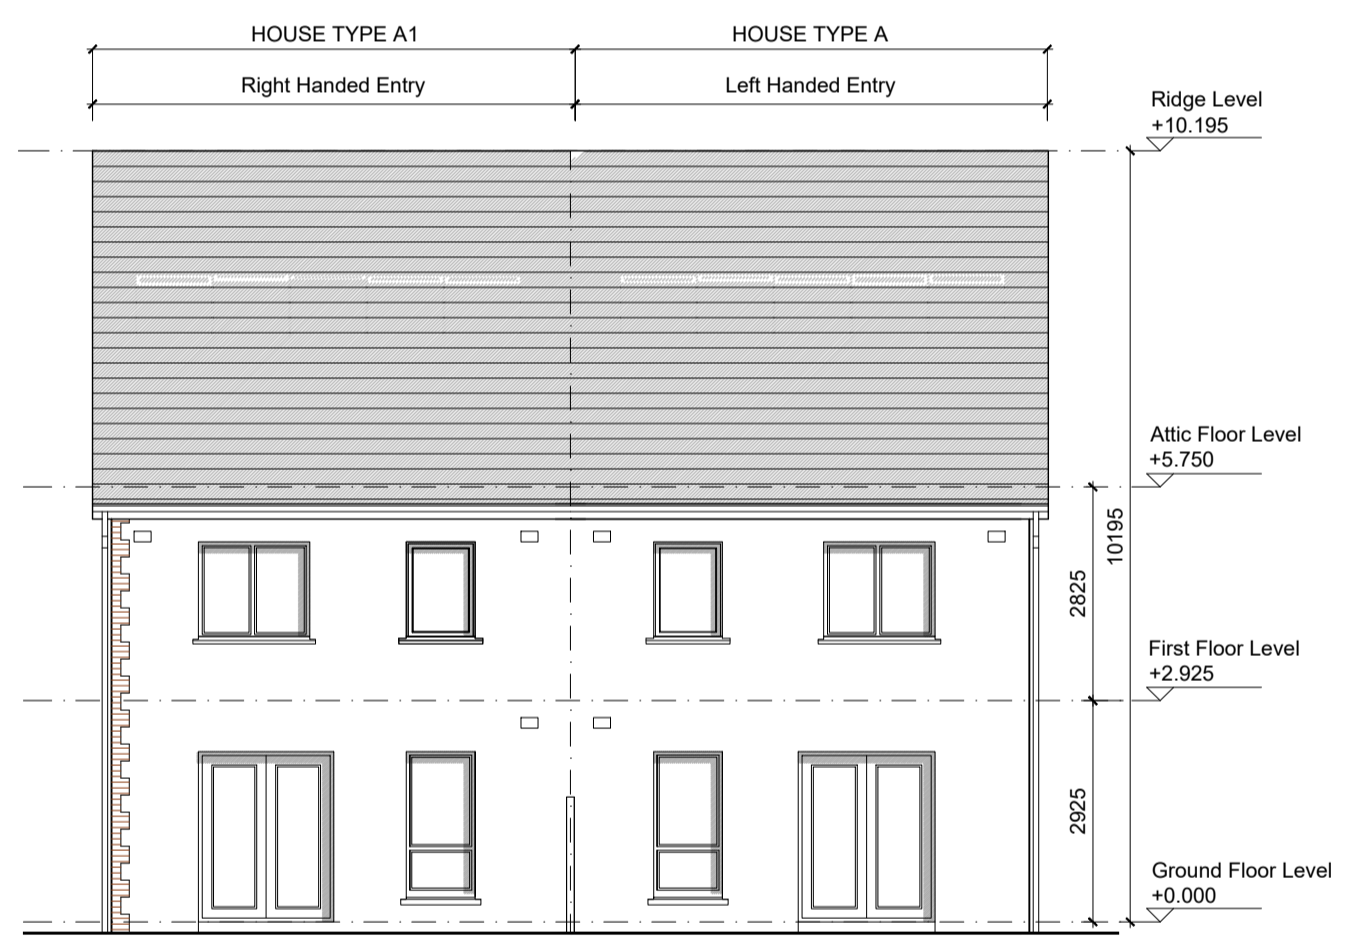 HOUSE TYPE A1
HOUSE TYPE A
Right Handed Entry
Left Handed Entry
Ridge Level
+10.195
Attic Floor Level
+5.750
10195
2825
First Floor Level
+2.925
2925
Ground Floor Level
+0.000